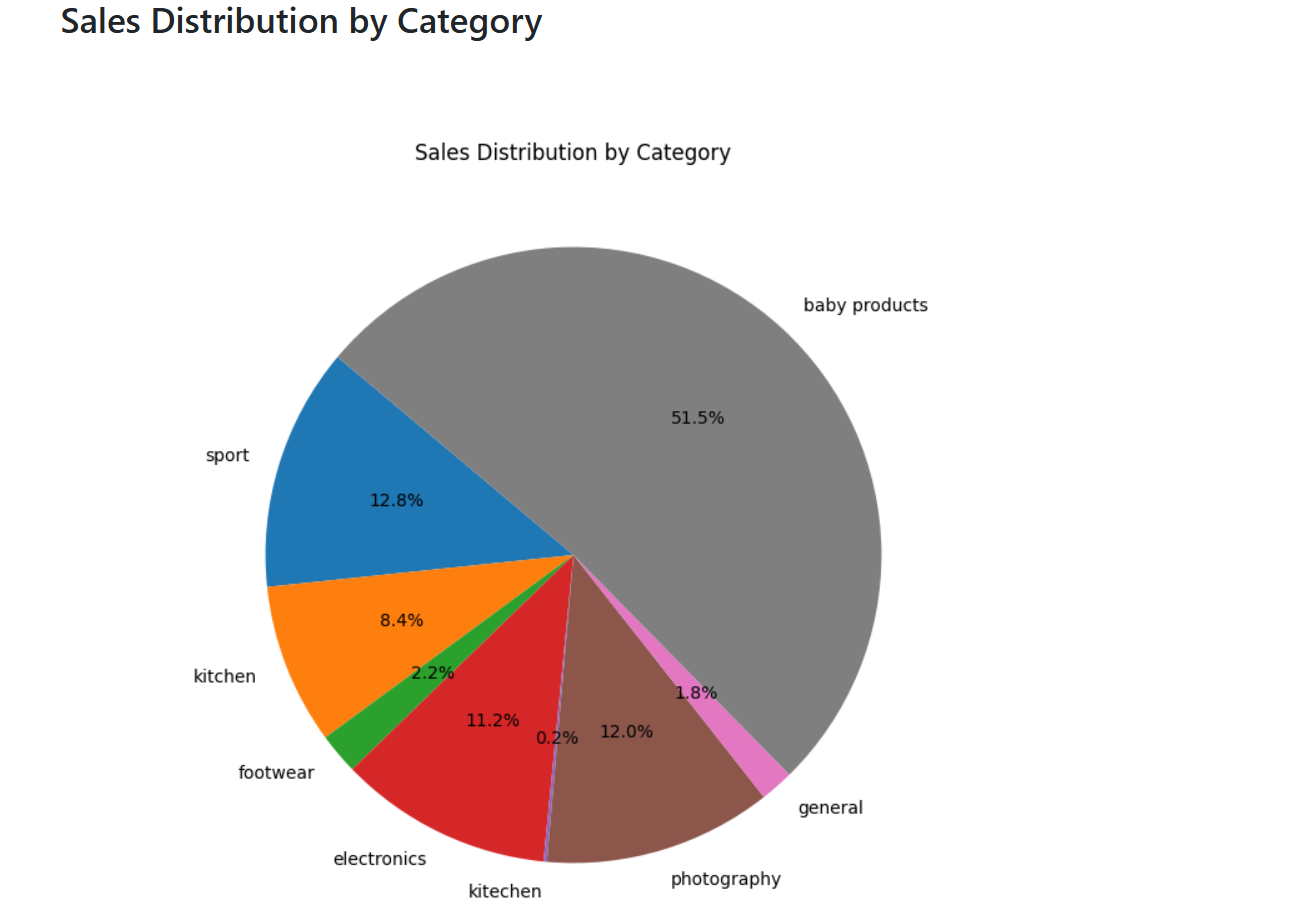 Sales Distribution by Category
Sales Distribution by Category
baby products
51.5%
sport
12.8%
8.4%
kitchen
2.2%
footwear
11.2%
electronics
0.2%
kitechen
12.0%
photography
1.8%
general